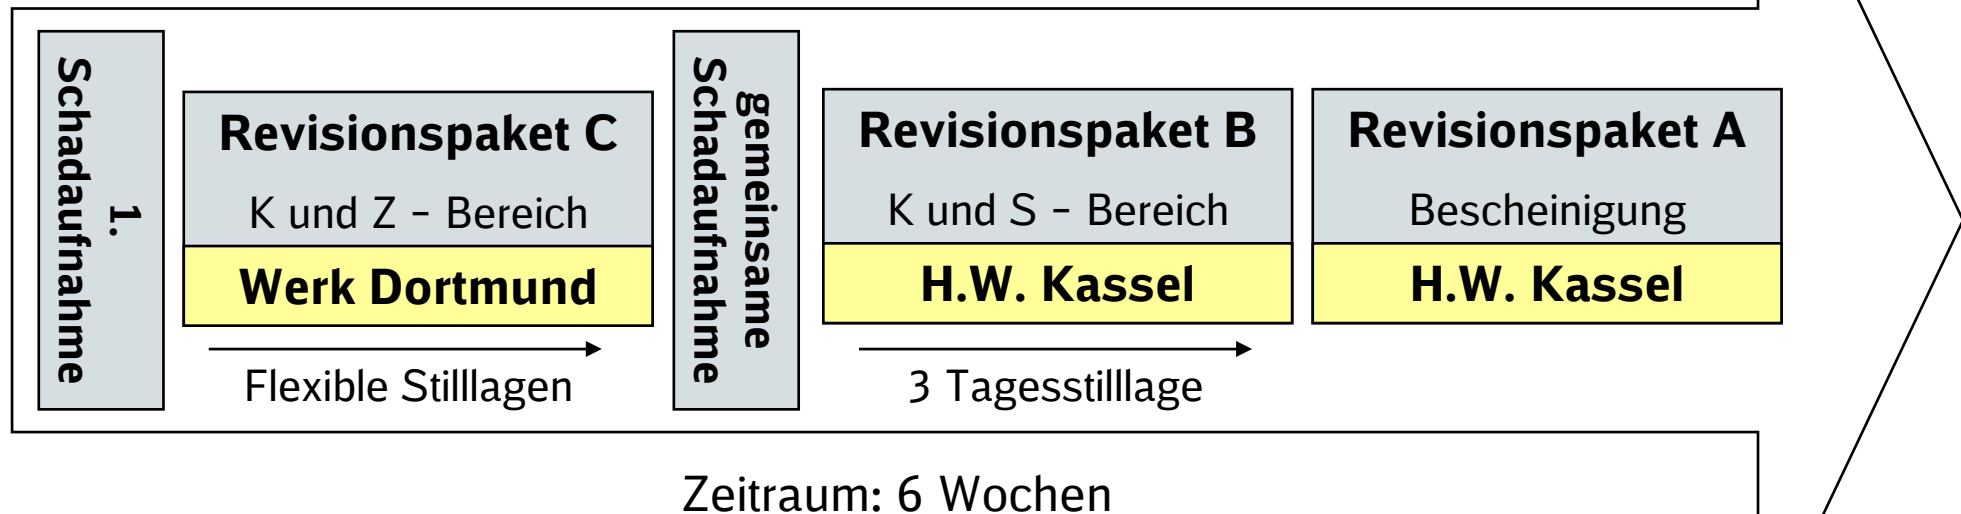 1.
Schadaufnahme
Revisionspaket C
K und Z – Bereich
Werk Dortmund
Flexible Stilllagen
gemeinsame
Schadaufnahme
Revisionspaket B
K und S – Bereich
H.W. Kassel
3 Tagesstilllage
Revisionspaket A
Bescheinigung
H.W. Kassel
Zeitraum: 6 Wochen